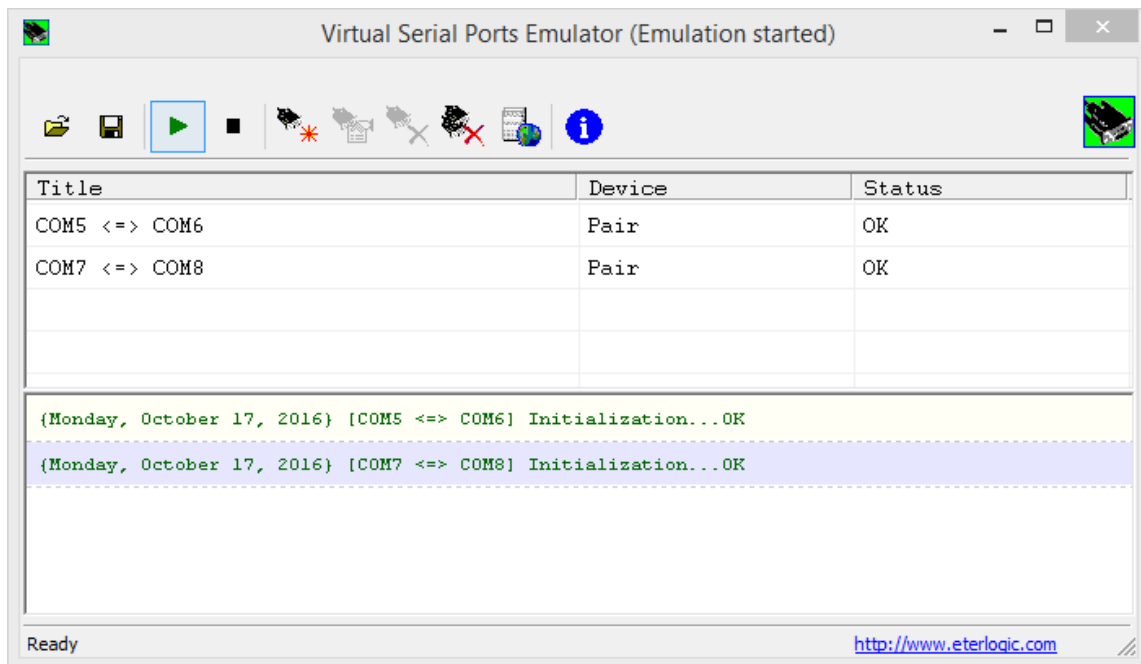 Virtual Serial Ports Emulator (Emulation started)
Title Device Status
COM5 <=> COM6 Pair OK
COM7 <=> COM8 Pair OK
{Monday, October 17, 2016} [COM5 <=> COM6] Initialization...OK
{Monday, October 17, 2016} [COM7 <=> COM8] Initialization...OK
Ready http://www.eterlogic.com